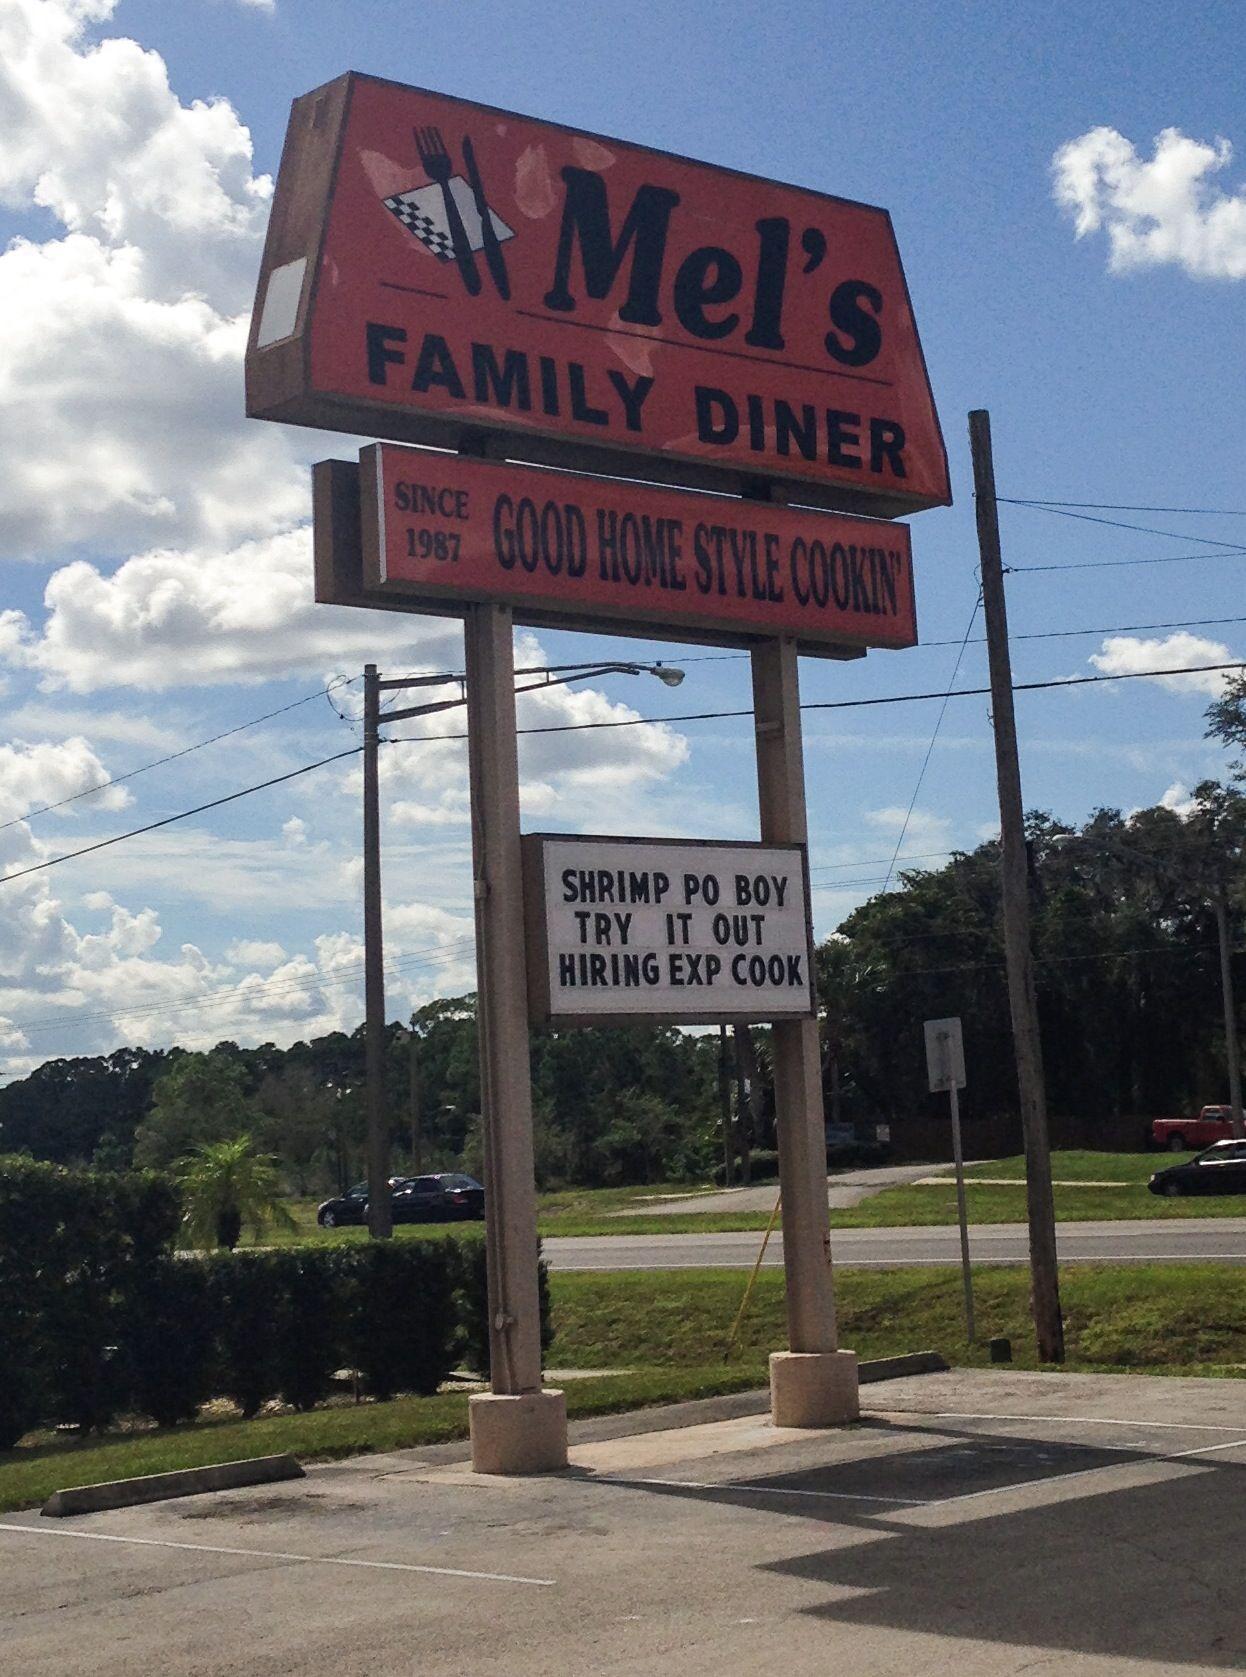 Mel's
FAMILY DINER
SINCE
1987
GOOD HOME STYLE COOKIN'
SHRIMP PO BOY
TRY IT OUT
HIRING EXP COOK